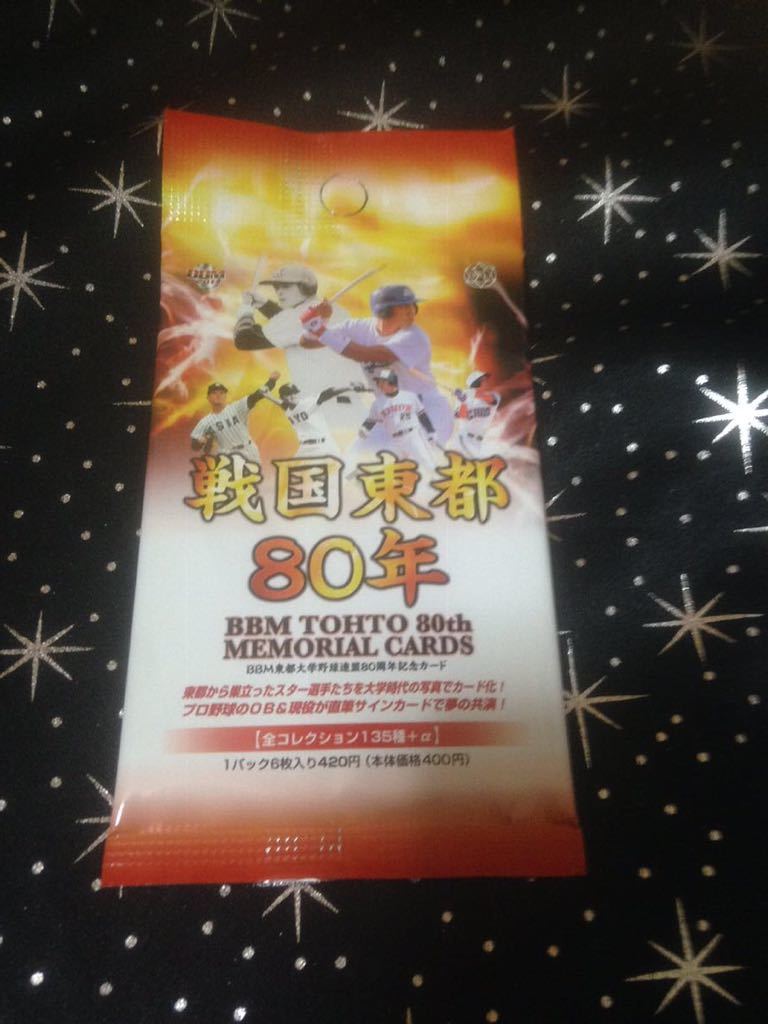 BBM
戦国東都
80年
BBM TOHTO 80th
MEMORIAL CARDS
BBM東都大学野球連盟80周年記念カード
東都から巣立ったスター選手たちを大学時代の写真でカード化!
プロ野球のOB&現役が直筆サインカードで夢の共演!
【全コレクション135種+α】
1パック6枚入り420円(本体価格400円)